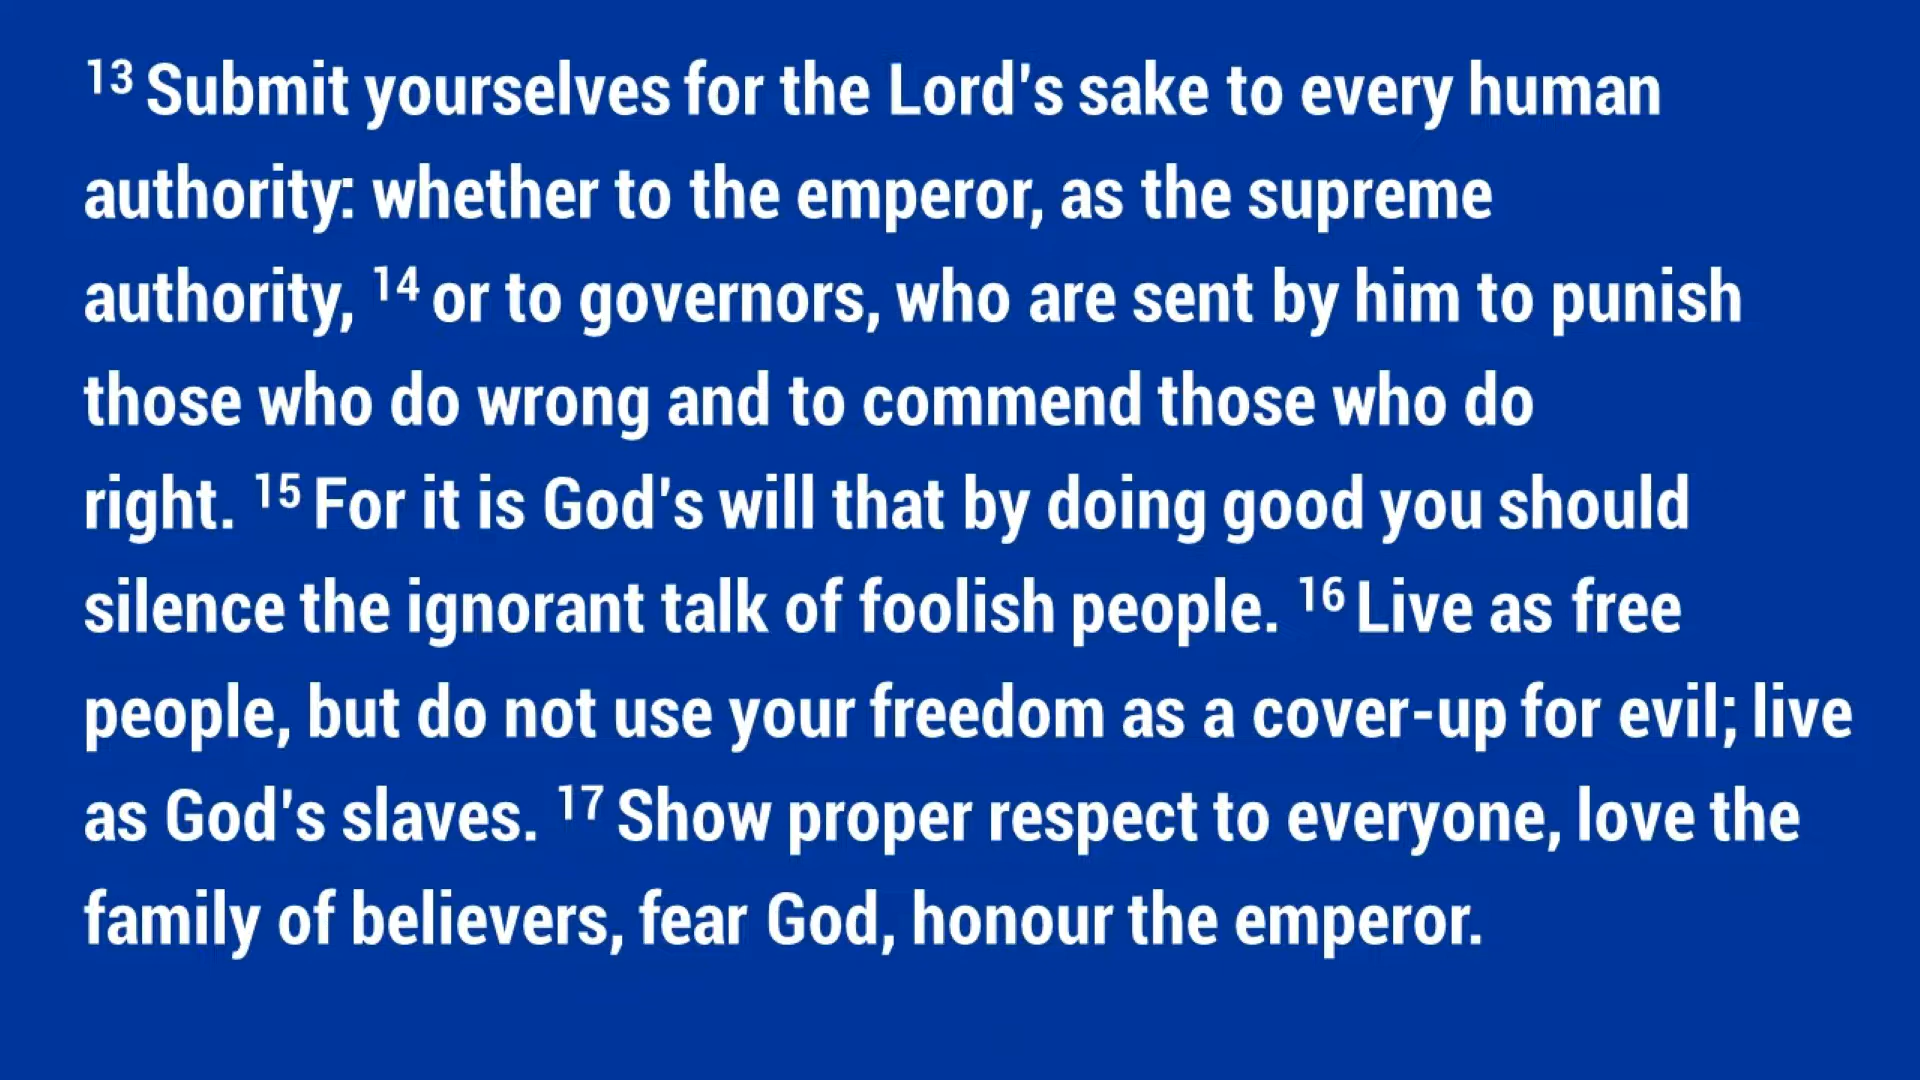 13 Submit yourselves for the Lord's sake to every human
authority: whether to the emperor, as the supreme
authority, 14 or to governors, who are sent by him to punish
those who do wrong and to commend those who do
right. 15 For it is God's will that by doing good you should
silence the ignorant talk of foolish people. 16 Live as free
people, but do not use your freedom as a cover-up for evil; live
as God's slaves. 17 Show proper respect to everyone, love the
family of believers, fear God, honour the emperor.